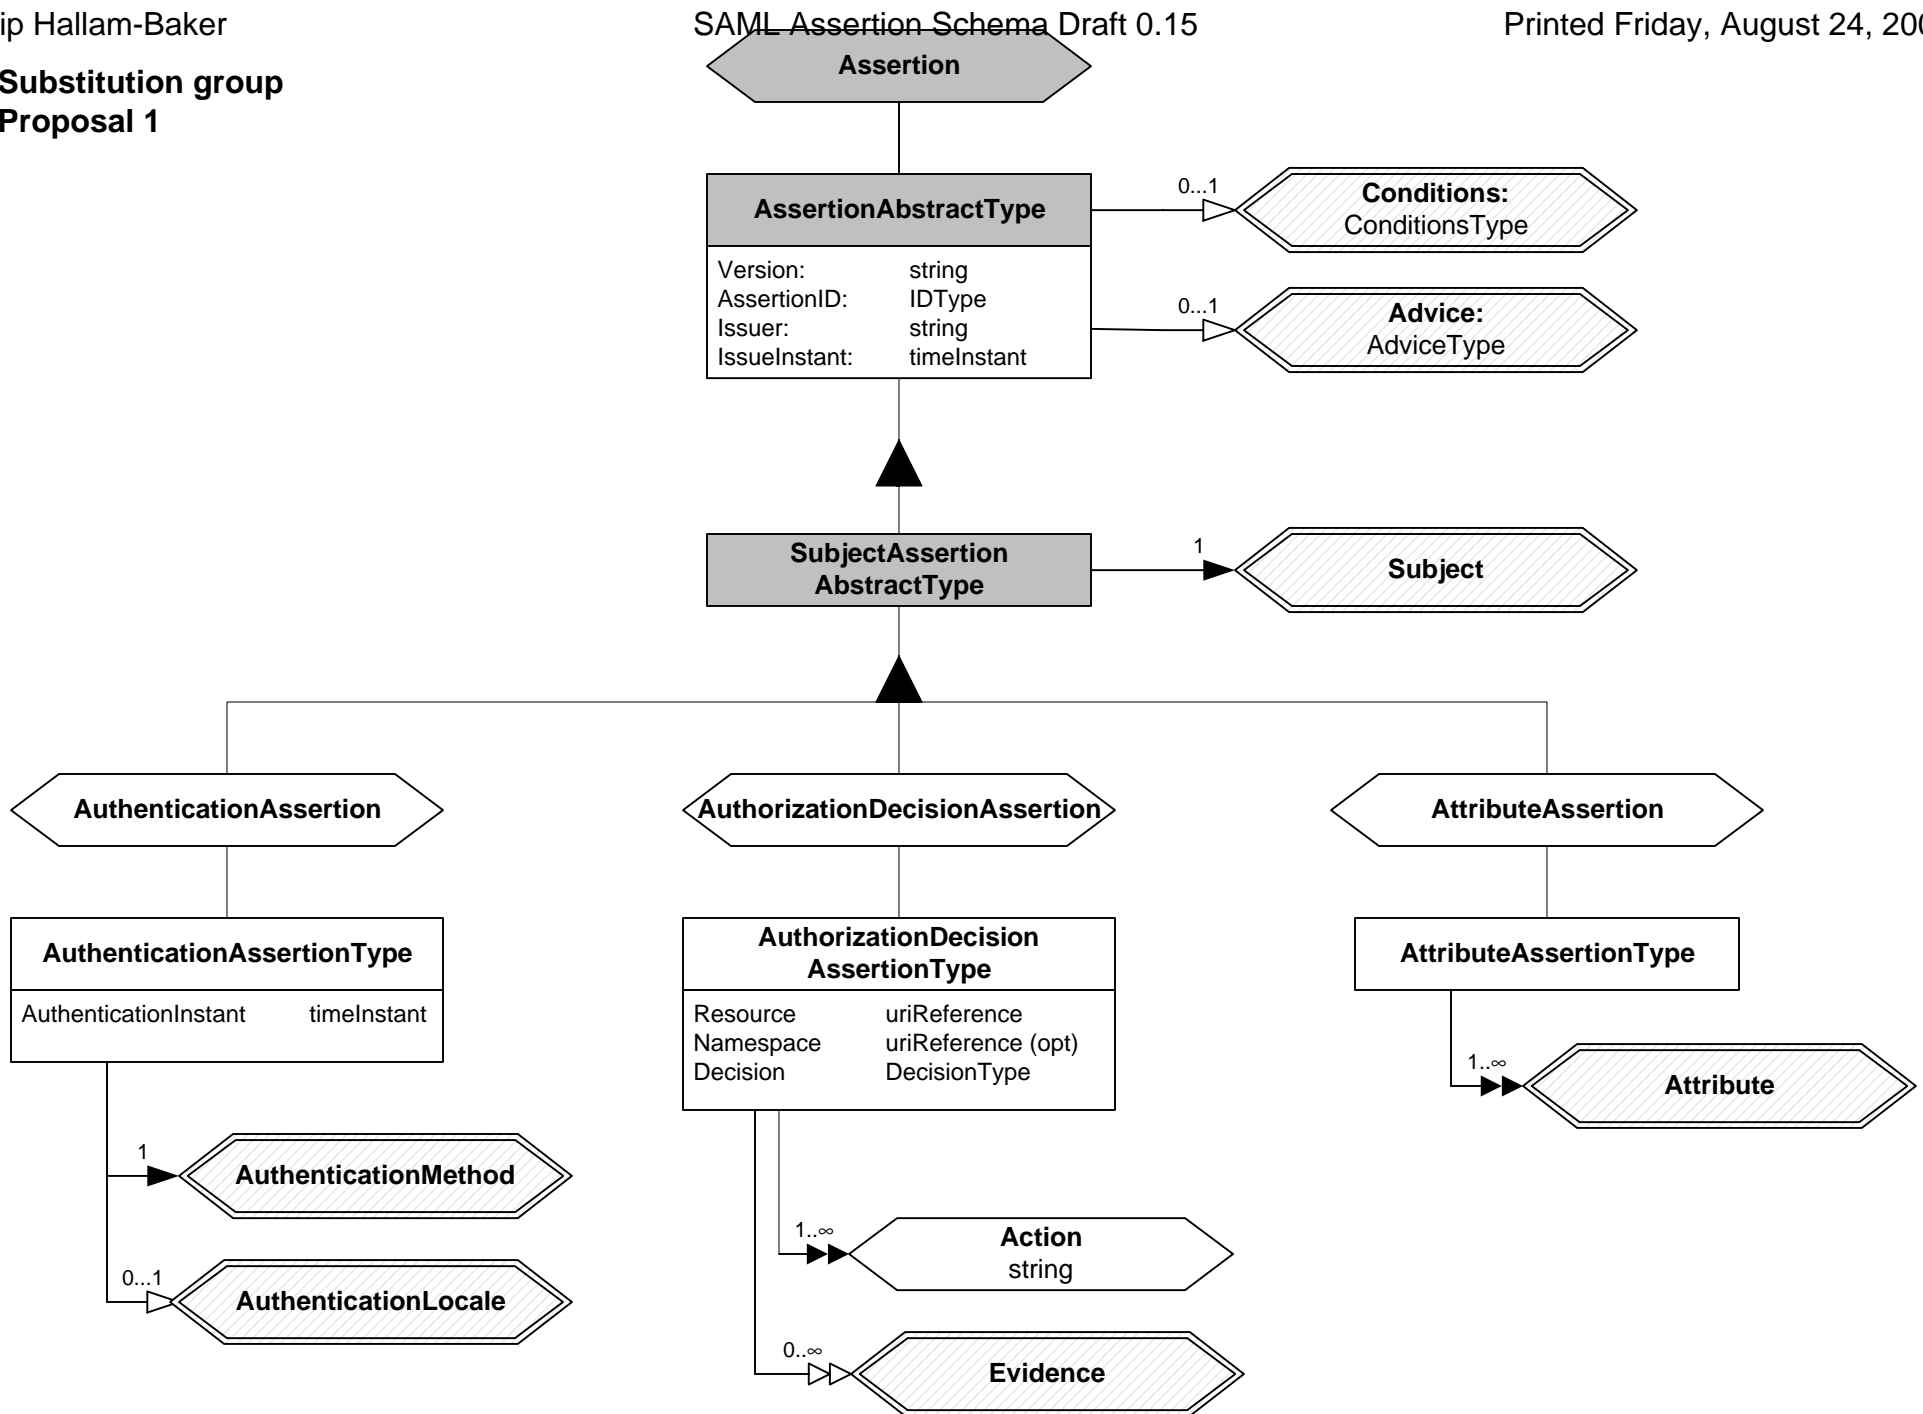 ip Hallam-Baker
SAML Assertion Schema Draft 0.15
Printed Friday, August 24, 200
Substitution group
Proposal 1
Assertion
AssertionAbstractType
Version: string
AssertionID: IDType
Issuer: string
IssueInstant: timeInstant
0...1
Conditions:
ConditionsType
0...1
Advice:
AdviceType
SubjectAssertion
AbstractType
1
Subject
AuthenticationAssertion
AuthorizationDecisionAssertion
AttributeAssertion
AuthenticationAssertionType
AuthenticationInstant timeInstant
1
AuthenticationMethod
0...1
AuthenticationLocale
AuthorizationDecision
AssertionType
Resource uriReference
Namespace uriReference (opt)
Decision DecisionType
1..∞
Action
string
0..∞
Evidence
AttributeAssertionType
1..∞
Attribute